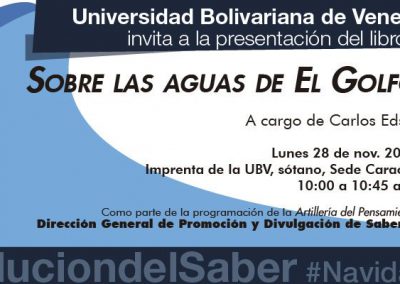 Universidad Bolivariana de Vene
invita a la presentación del libro
SOBRE LAS AGUAS DE EL GOLFO
A cargo de Carlos Eds
Lunes 28 de nov. 20
Imprenta de la UBV, sótano, Sede Carac
10:00 a 10:45 a
Como parte de la programación de la Artillería del Pensamie
Dirección General de Promoción y Divulgación de Saber
luciondelSaber #Navida